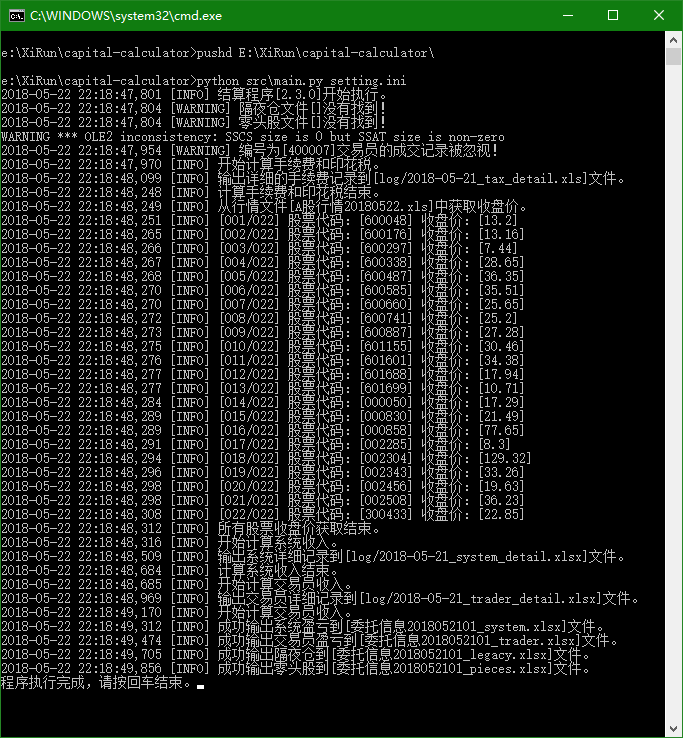 C:\WINDOWS\system32\cmd.exe
e:\XiRun\capital-calculator>pushd E:\XiRun\capital-calculator\
e:\XiRun\capital-calculator>python src\main.py setting.ini
2018-05-22 22:18:47,801 [INFO] 结算程序[2.3.0]开始执行。
2018-05-22 22:18:47,804 [WARNING] 隔夜仓文件[]没有找到!
2018-05-22 22:18:47,804 [WARNING] 零头股文件[]没有找到!
WARNING *** OLE2 inconsistency: SSCS size is 0 but SSAT size is non-zero
2018-05-22 22:18:47,954 [WARNING] 编号为[400007]交易员的成交记录被忽视!
2018-05-22 22:18:47,970 [INFO] 开始计算手续费和印花税。
2018-05-22 22:18:48,099 [INFO] 输出详细的手续费记录到[log/2018-05-21_tax_detail.xls]文件。
2018-05-22 22:18:48,248 [INFO] 计算手续费和印花税结束。
2018-05-22 22:18:48,249 [INFO] 从行情文件[A股行情20180522.xls]中获取收盘价。
2018-05-22 22:18:48,251 [INFO] [001/022] 股票代码: [600048] 收盘价: [13.2]
2018-05-22 22:18:48,265 [INFO] [002/022] 股票代码: [600176] 收盘价: [13.16]
2018-05-22 22:18:48,266 [INFO] [003/022] 股票代码: [600297] 收盘价: [7.44]
2018-05-22 22:18:48,267 [INFO] [004/022] 股票代码: [600338] 收盘价: [28.65]
2018-05-22 22:18:48,268 [INFO] [005/022] 股票代码: [600487] 收盘价: [36.35]
2018-05-22 22:18:48,270 [INFO] [006/022] 股票代码: [600585] 收盘价: [35.51]
2018-05-22 22:18:48,270 [INFO] [007/022] 股票代码: [600660] 收盘价: [25.65]
2018-05-22 22:18:48,272 [INFO] [008/022] 股票代码: [600741] 收盘价: [25.2]
2018-05-22 22:18:48,273 [INFO] [009/022] 股票代码: [600887] 收盘价: [27.28]
2018-05-22 22:18:48,275 [INFO] [010/022] 股票代码: [601155] 收盘价: [30.46]
2018-05-22 22:18:48,276 [INFO] [011/022] 股票代码: [601601] 收盘价: [34.38]
2018-05-22 22:18:48,277 [INFO] [012/022] 股票代码: [601688] 收盘价: [17.94]
2018-05-22 22:18:48,277 [INFO] [013/022] 股票代码: [601699] 收盘价: [10.71]
2018-05-22 22:18:48,284 [INFO] [014/022] 股票代码: [000050] 收盘价: [17.29]
2018-05-22 22:18:48,289 [INFO] [015/022] 股票代码: [000830] 收盘价: [21.49]
2018-05-22 22:18:48,289 [INFO] [016/022] 股票代码: [000858] 收盘价: [77.65]
2018-05-22 22:18:48,291 [INFO] [017/022] 股票代码: [002285] 收盘价: [8.3]
2018-05-22 22:18:48,294 [INFO] [018/022] 股票代码: [002304] 收盘价: [129.32]
2018-05-22 22:18:48,296 [INFO] [019/022] 股票代码: [002343] 收盘价: [33.26]
2018-05-22 22:18:48,298 [INFO] [020/022] 股票代码: [002456] 收盘价: [19.63]
2018-05-22 22:18:48,298 [INFO] [021/022] 股票代码: [002508] 收盘价: [36.23]
2018-05-22 22:18:48,308 [INFO] [022/022] 股票代码: [300433] 收盘价: [22.85]
2018-05-22 22:18:48,312 [INFO] 所有股票收盘价获取结束。
2018-05-22 22:18:48,316 [INFO] 开始计算系统收入。
2018-05-22 22:18:48,509 [INFO] 输出系统详细记录到[log/2018-05-21_system_detail.xlsx]文件。
2018-05-22 22:18:48,684 [INFO] 计算系统收入结束。
2018-05-22 22:18:48,685 [INFO] 开始计算交易员收入。
2018-05-22 22:18:48,969 [INFO] 输出交易员详细记录到[log/2018-05-21_trader_detail.xlsx]文件。
2018-05-22 22:18:49,170 [INFO] 开始计算交易员收入。
2018-05-22 22:18:49,312 [INFO] 成功输出系统盈亏到[委托信息2018052101_system.xlsx]文件。
2018-05-22 22:18:49,474 [INFO] 成功输出交易员盈亏到[委托信息2018052101_trader.xlsx]文件。
2018-05-22 22:18:49,705 [INFO] 成功输出隔夜仓到[委托信息2018052101_legacy.xlsx]文件。
2018-05-22 22:18:49,856 [INFO] 成功输出零头股到[委托信息2018052101_pieces.xlsx]文件。
程序执行完成，请按回车结束。